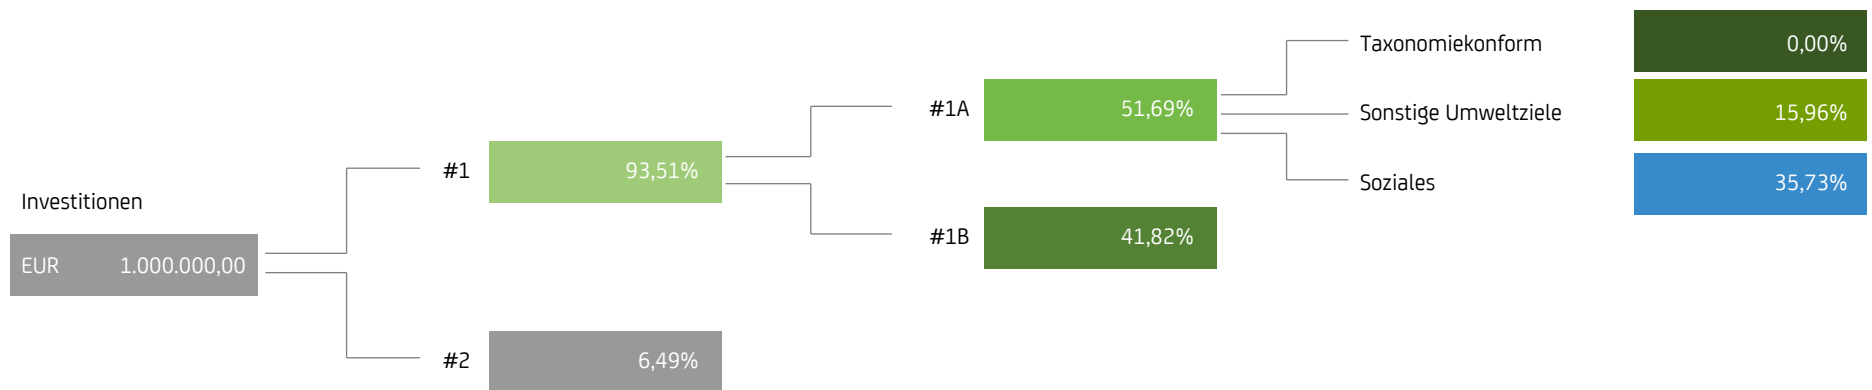 Investitionen
EUR 1.000.000,00
#1 93,51%
#2 6,49%
#1A 51,69%
#1B 41,82%
Taxonomiekonform 0,00%
Sonstige Umweltziele 15,96%
Soziales 35,73%